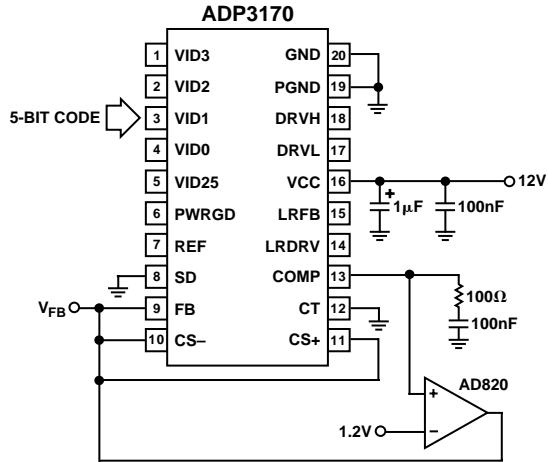 ADP3170
1 VID3 GND 20
2 VID2 PGND 19
5-BIT CODE 3 VID1 DRVH 18
4 VID0 DRVL 17
5 VID25 VCC 16 12V
6 PWRGD LRFB 15 + 1μF 100nF
7 REF LRDRV 14
8 SD COMP 13
100Ω
VFB 9 FB CT 12 100nF
10 CS– CS+ 11
AD820
+
1.2V –